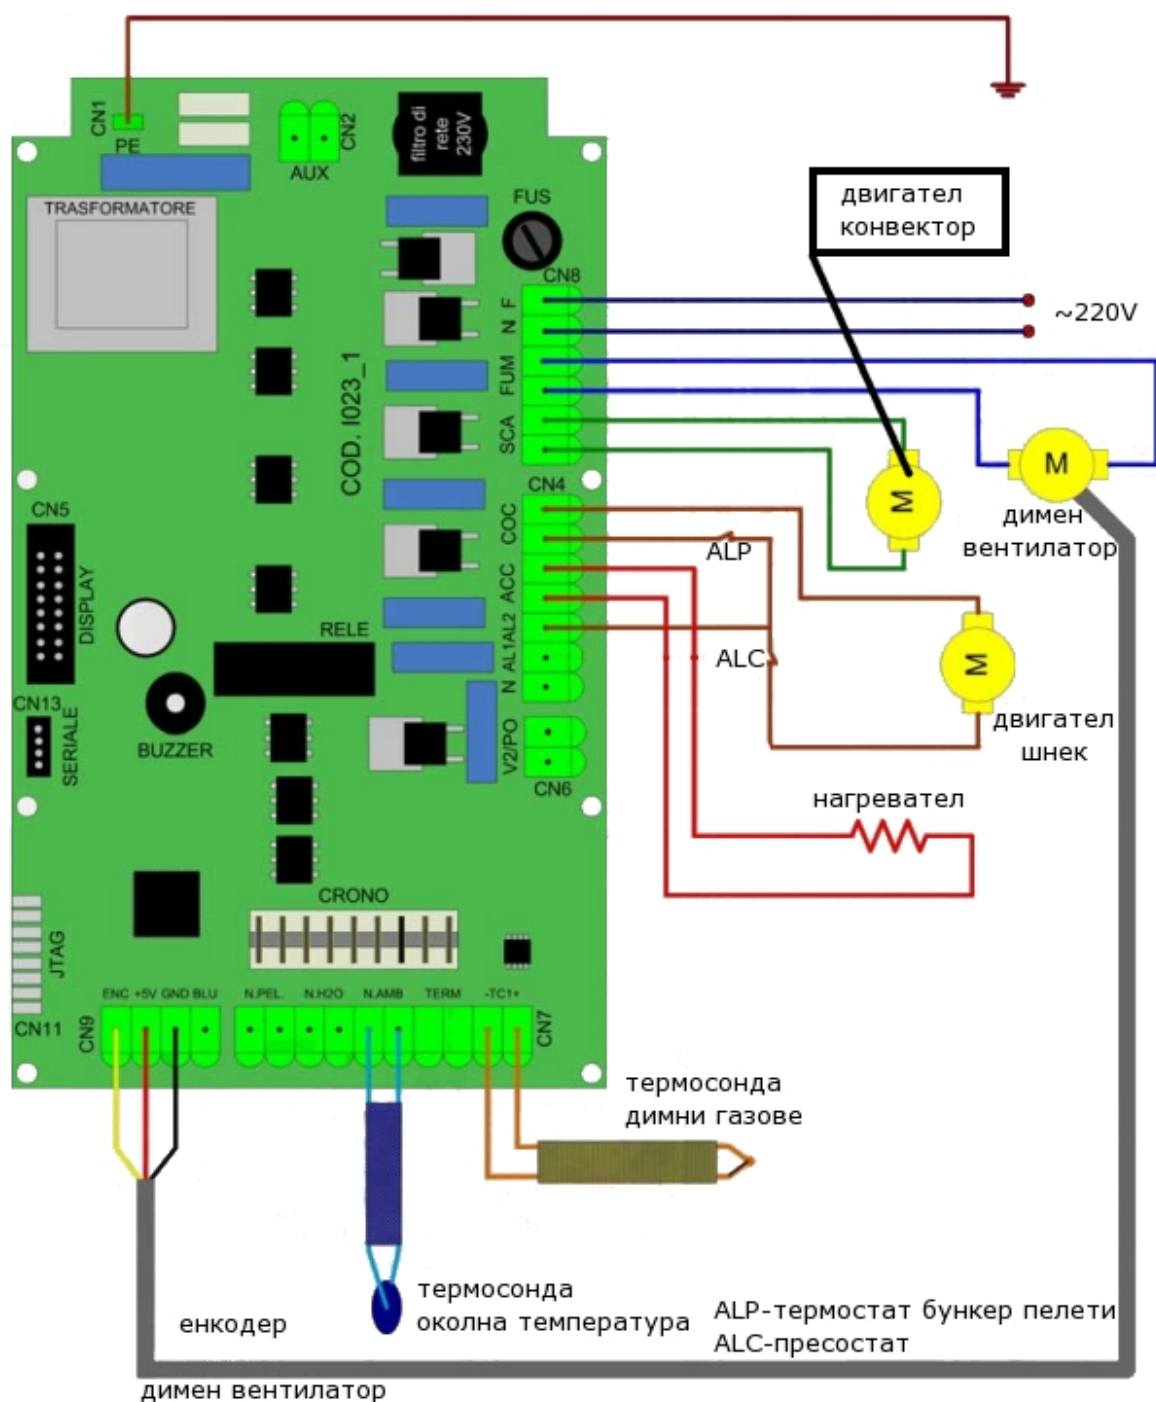 CN1
PE
AUX
CN2
filtro di
rete
230V
TRASFORMATORE
FUS
двигател
конвектор
CN8
F
N
FUM
SCA
~220V
COD. I023_1
M
M
димен
вентилатор
CN4
COC
ACC
AL1AL2
N
ALP
ALC
CN5
DISPLAY
RELE
M
двигател
шнек
CN13
SERIALE
BUZZER
V2/PO
CN6
нагревател
CRONO
JTAG
CN11
ENC +5V GND BLU
N.PEL. N.H2O N.AMB TERM -TC1+
CN9
CN7
термосонда
димни газове
термосонда
околна температура
енкодер
ALP-термостат бункер пелети
ALC-пресостат
димен вентилатор